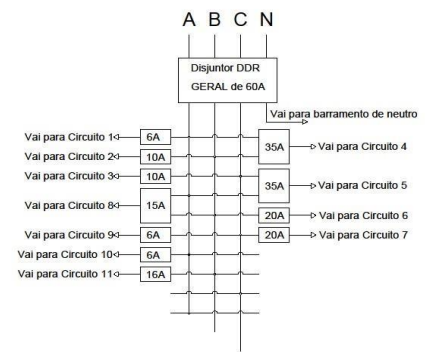 A B C N
Disjuntor DDR
GERAL de 60A
Vai para barramento de neutro
Vai para Circuito 1 6A
35A Vai para Circuito 4
Vai para Circuito 2 10A
Vai para Circuito 3 10A
35A Vai para Circuito 5
Vai para Circuito 8 15A
20A Vai para Circuito 6
Vai para Circuito 9 6A
20A Vai para Circuito 7
Vai para Circuito 10 6A
Vai para Circuito 11 16A